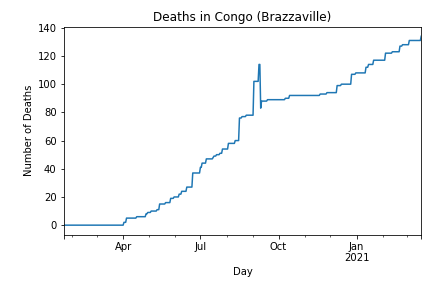 Deaths in Congo (Brazzaville)
140
120
100
80
60
40
20
0
Number of Deaths
Apr
Jul
Oct
Jan
2021
Day